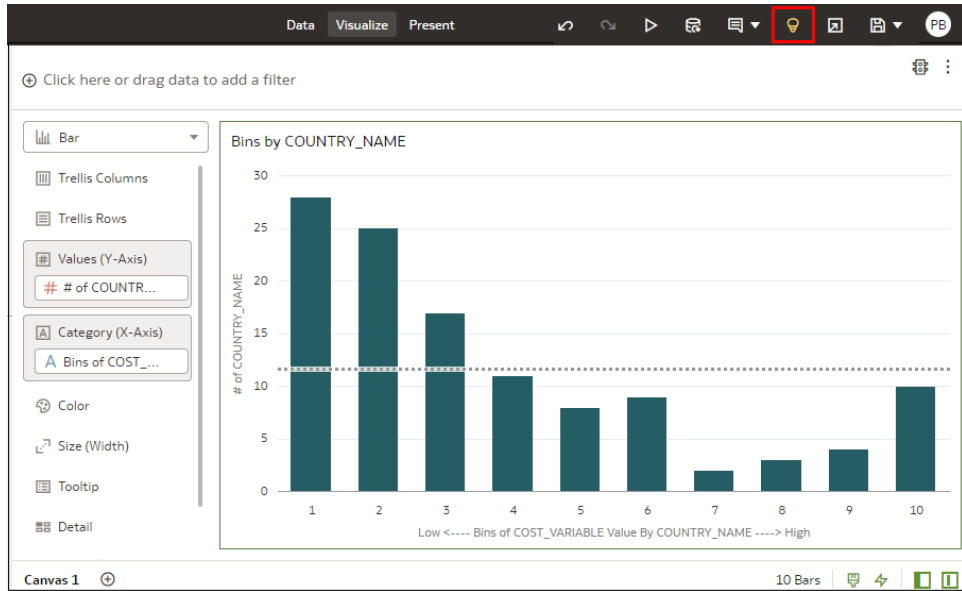 Data Visualize Present PB
Click here or drag data to add a filter
Bar
Trellis Columns
Trellis Rows
Values (Y-Axis)
# # of COUNTR...
Category (X-Axis)
A Bins of COST_...
Color
Size (Width)
Tooltip
Detail
Bins by COUNTRY_NAME
# of COUNTRY_NAME
30
25
20
15
10
5
0
1 2 3 4 5 6 7 8 9 10
Low <---- Bins of COST_VARIABLE Value By COUNTRY_NAME ----> High
Canvas 1 10 Bars